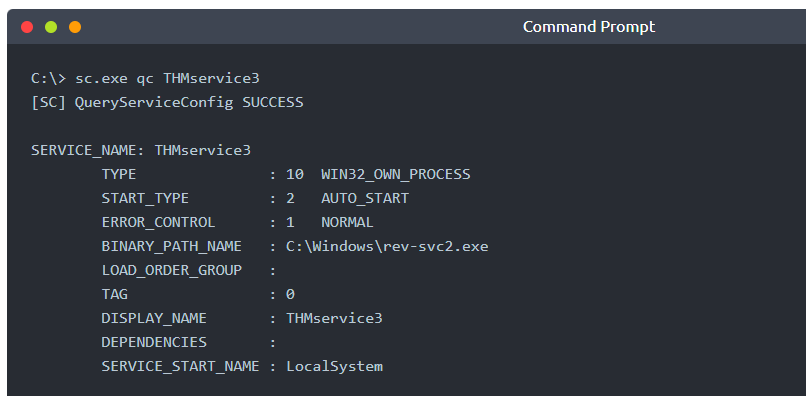 Command Prompt
C:\> sc.exe qc THMservice3
[SC] QueryServiceConfig SUCCESS
SERVICE_NAME: THMservice3
TYPE : 10 WIN32_OWN_PROCESS
START_TYPE : 2 AUTO_START
ERROR_CONTROL : 1 NORMAL
BINARY_PATH_NAME : C:\Windows\rev-svc2.exe
LOAD_ORDER_GROUP :
TAG : 0
DISPLAY_NAME : THMservice3
DEPENDENCIES :
SERVICE_START_NAME : LocalSystem